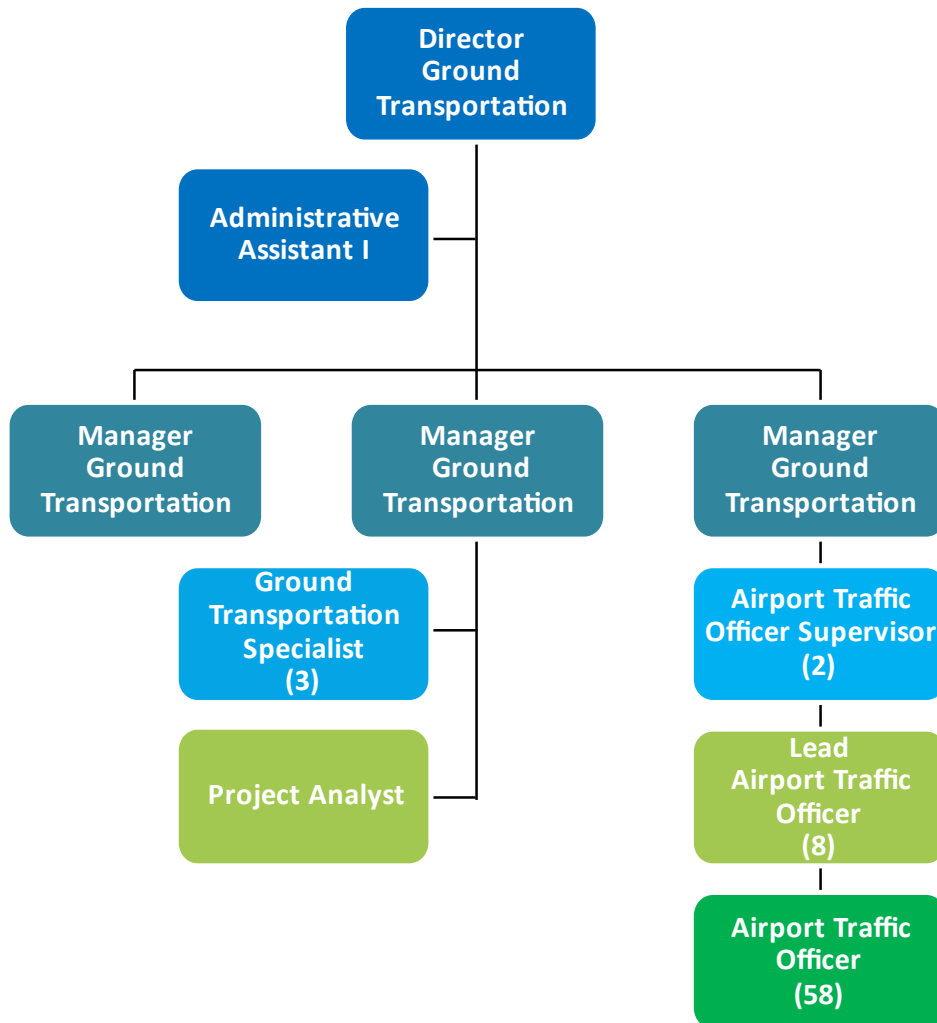 Director
Ground
Transportation
Administrative
Assistant I
Manager
Ground
Transportation
Manager
Ground
Transportation
Manager
Ground
Transportation
Ground
Transportation
Specialist
(3)
Project Analyst
Airport Traffic
Officer Supervisor
(2)
Lead
Airport Traffic
Officer
(8)
Airport Traffic
Officer
(58)